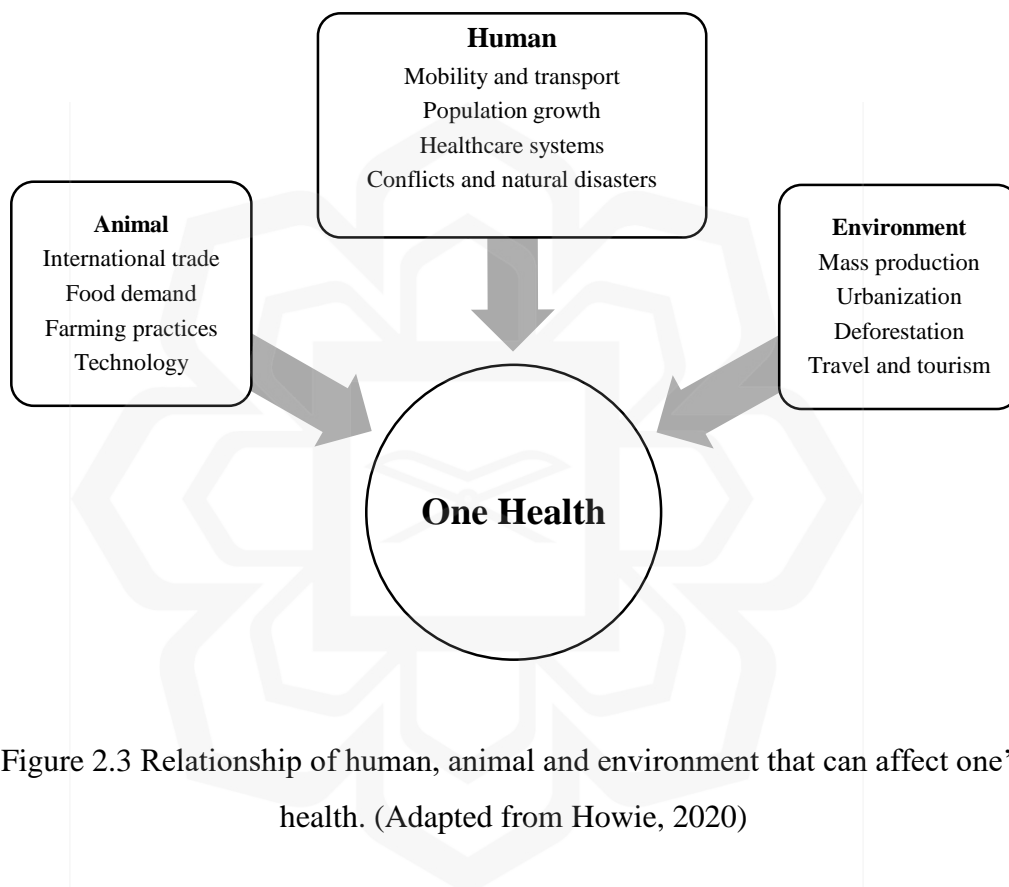 Human
Mobility and transport
Population growth
Healthcare systems
Conflicts and natural disasters
Animal
International trade
Food demand
Farming practices
Technology
Environment
Mass production
Urbanization
Deforestation
Travel and tourism
One Health
Figure 2.3 Relationship of human, animal and environment that can affect one’
health. (Adapted from Howie, 2020)